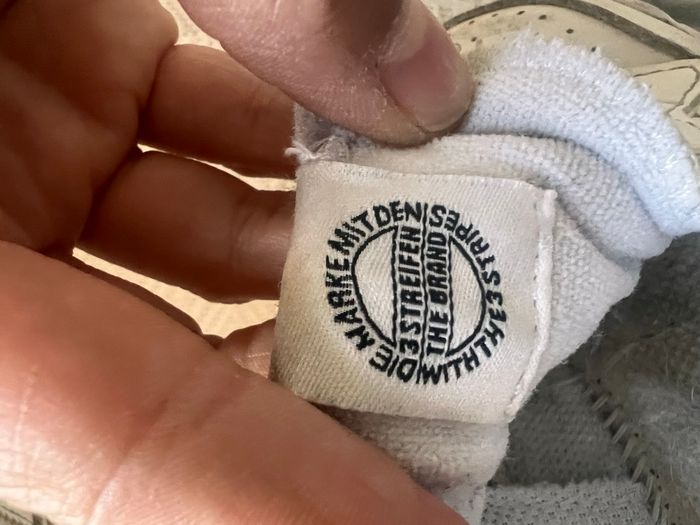 DIE MARKE MIT DEN
3 STREIFEN
THE BRAND
WITH THE 3 STRIPES